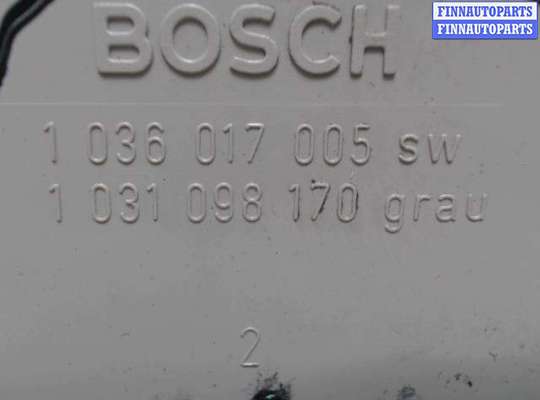 FINNAUTOPARTS
FINNAUTOPARTS
BOSCH
1 036 017 005 sw
1 031 098 170 grau
2